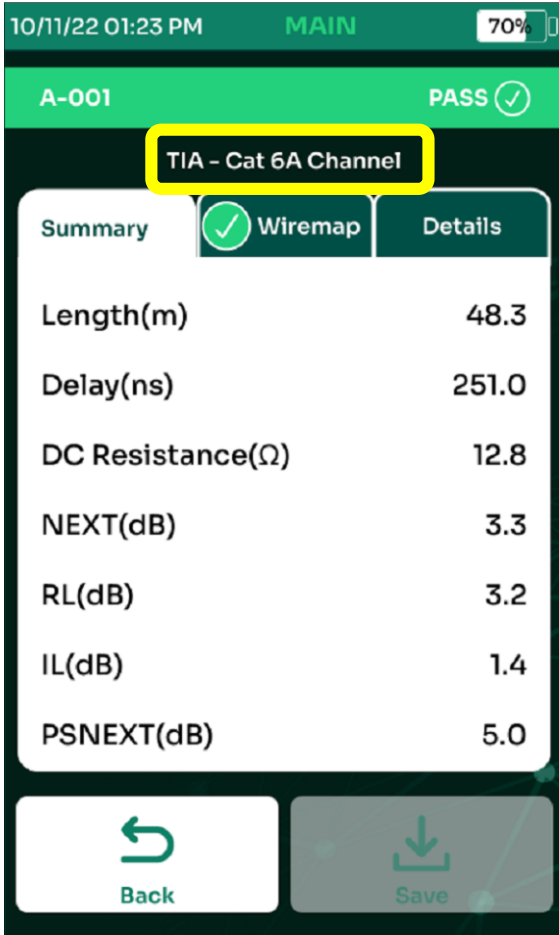 10/11/22 01:23 PM MAIN 70%
A-001 PASS
TIA - Cat 6A Channel
Summary Wiremap Details
Length(m) 48.3
Delay(ns) 251.0
DC Resistance(Ω) 12.8
NEXT(dB) 3.3
RL(dB) 3.2
IL(dB) 1.4
PSNEXT(dB) 5.0
Back Save